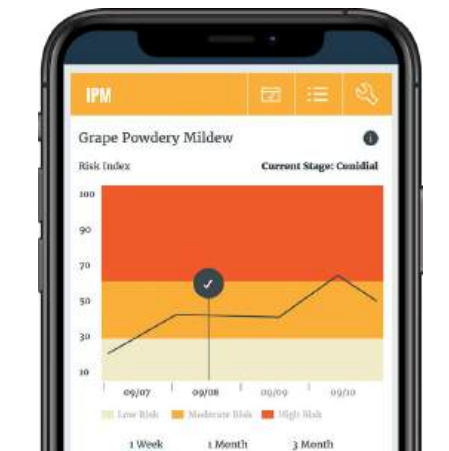 IPM
Grape Powdery Mildew
Risk Index Current Stage: Conidial
100
90
70
50
30
10
09/07 09/08 09/09 09/10
Low Risk Moderate Risk High Risk
1 Week 1 Month 3 Month